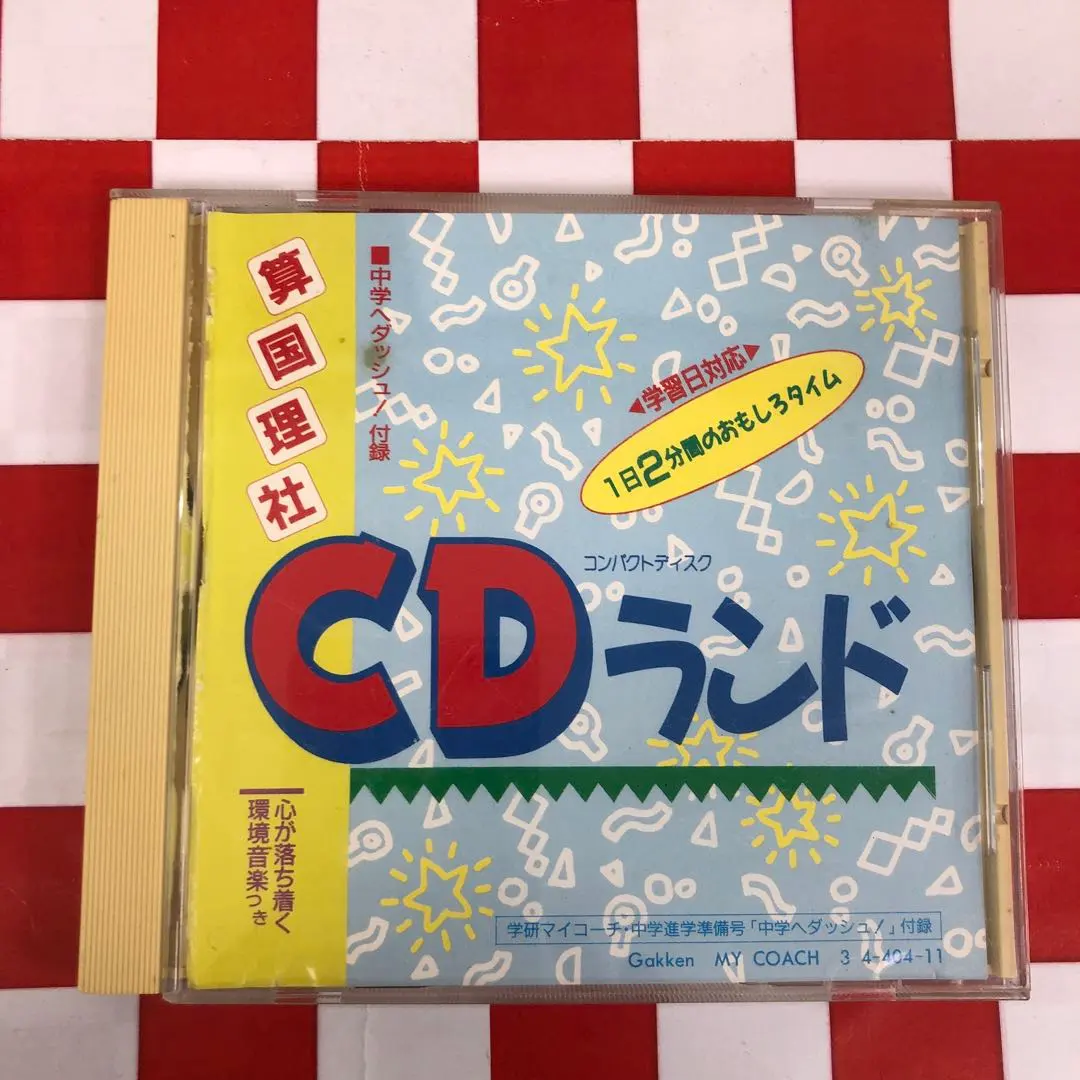 算国理社
■中学へダッシュ！付録
◀学習日対応▶
1日2分間のおもしろタイム
コンパクトディスク
CDランド
心が落ち着く
環境音楽つき
学研マイコーチ・中学進学準備号「中学へダッシュ！」付録
Gakken MY COACH 3 4-404-11